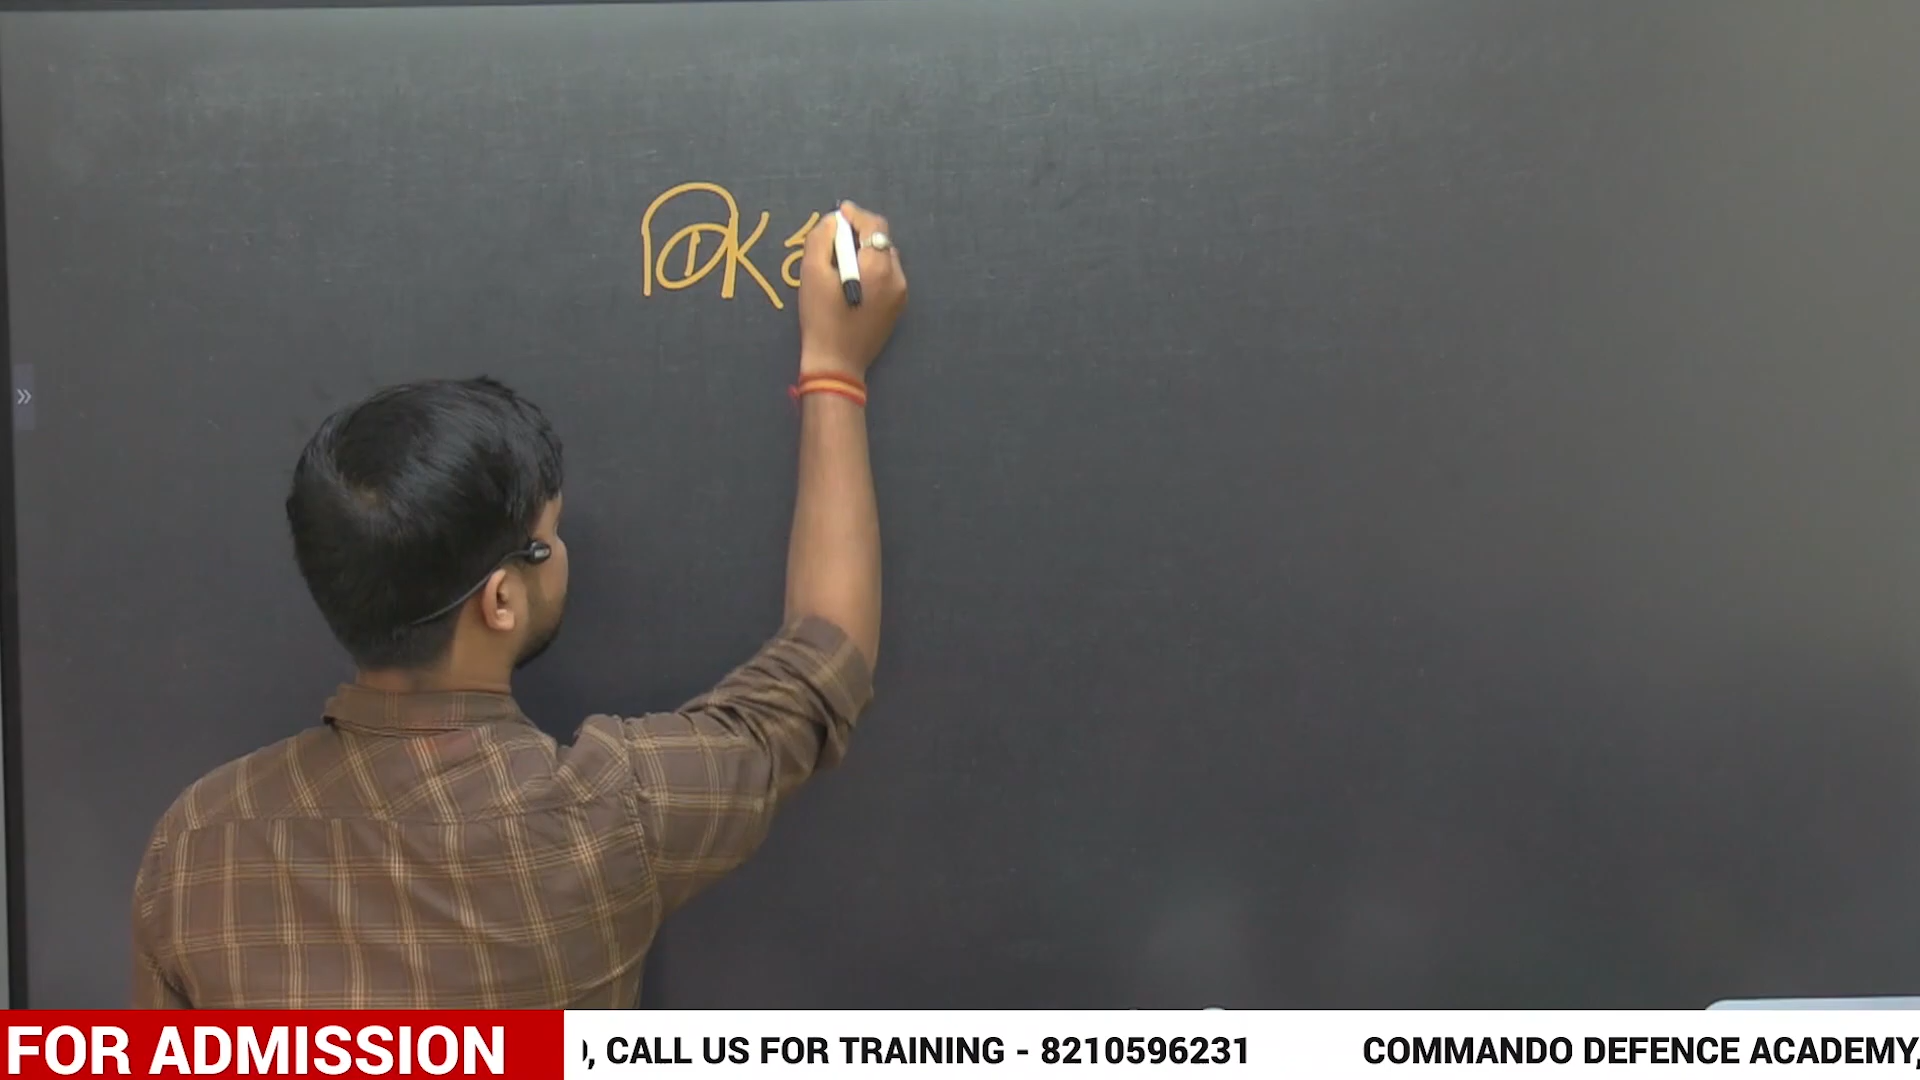 »
FOR ADMISSION
, CALL US FOR TRAINING - 8210596231 COMMANDO DEFENCE ACADEMY,